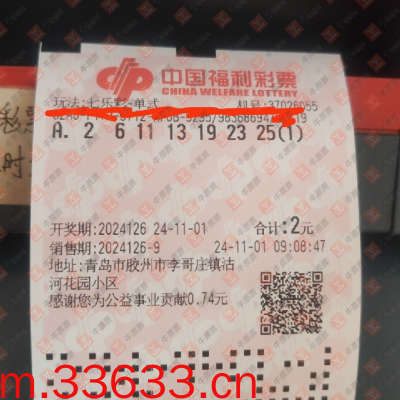 中国福利彩票
CHINA WELFARE LOTTERY
玩法:七乐彩-单式 机号:37026055
A. 2 6 11 13 19 23 25(1)
开奖期:2024126 24-11-01 合计:2元
销售期:2024126-9 24-11-01 09:08:47
地址:青岛市胶州市李哥庄镇沽
河花园小区
感谢您为公益事业贡献0.74元
m.33633.cn